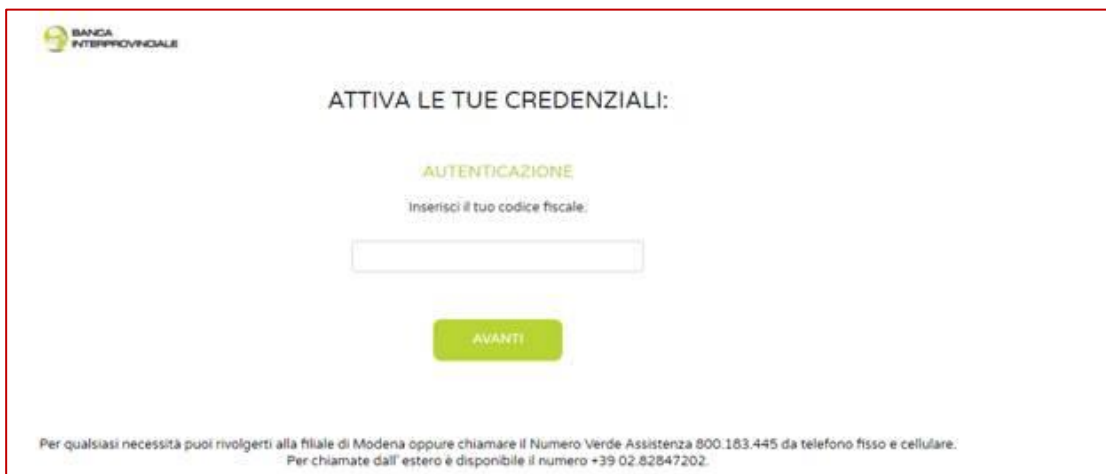 BANCA
INTERPROVINCIALE
ATTIVA LE TUE CREDENZIALI:
AUTENTICAZIONE
Inserisci il tuo codice fiscale.
AVANTI
Per qualsiasi necessità puoi rivolgerti alla filiale di Modena oppure chiamare il Numero Verde Assistenza 800.183.445 da telefono fisso e cellulare.
Per chiamate dall' estero è disponibile il numero +39 02.82847202.